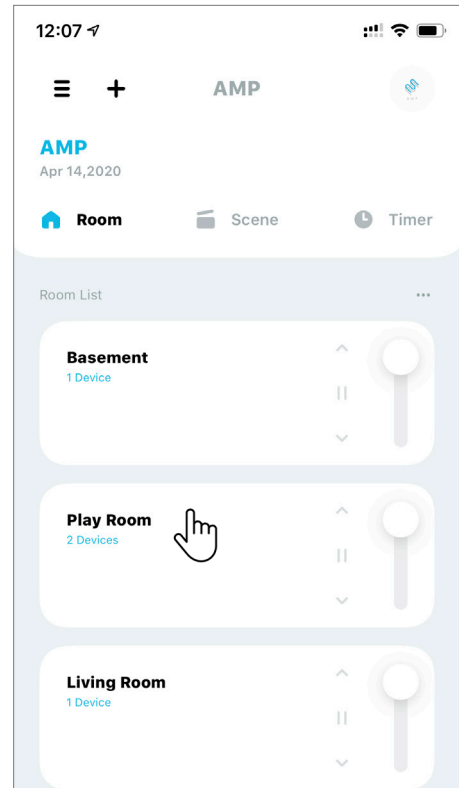 12:07
AMP
AMP
Apr 14,2020
Room Scene Timer
Room List
Basement
1 Device
Play Room
2 Devices
Living Room
1 Device